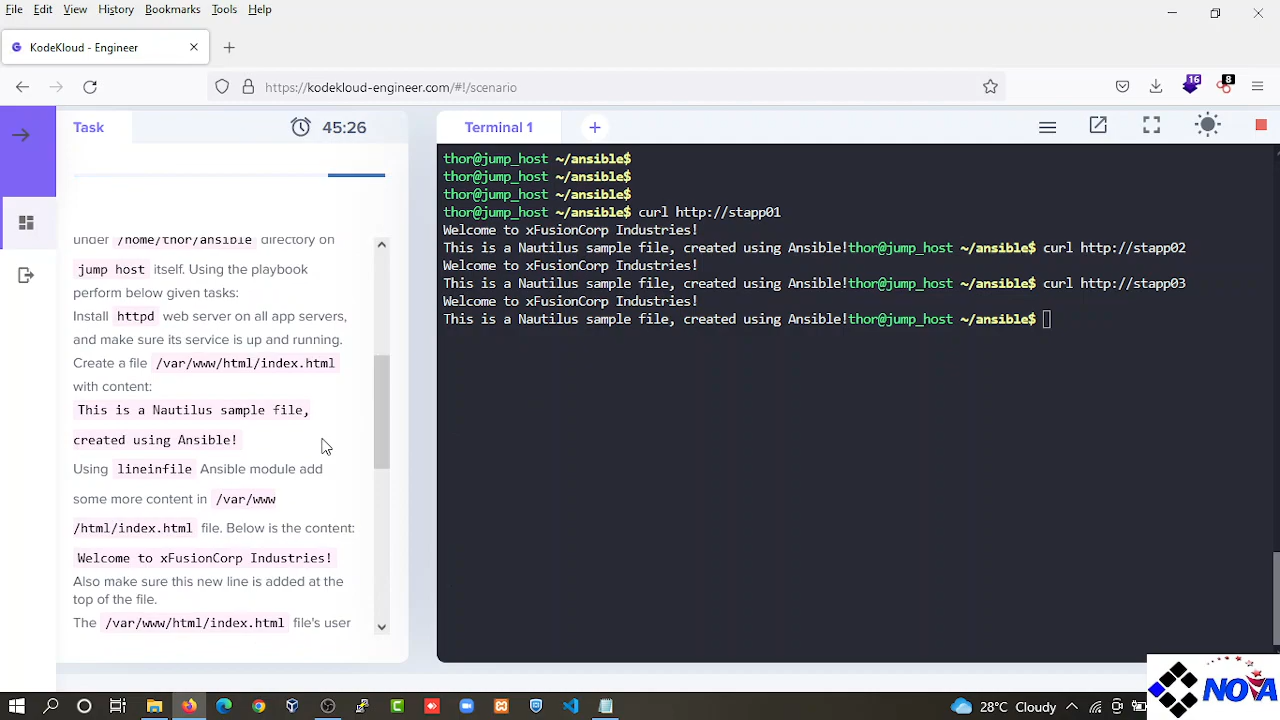 File Edit View History Bookmarks Tools Help
KodeKloud - Engineer
https://kodekloud-engineer.com/#!/scenario
16
8
Task
45:26
Terminal 1
under /home/thor/ansible directory on
jump host itself. Using the playbook
perform below given tasks:
Install httpd web server on all app servers,
and make sure its service is up and running.
Create a file /var/www/html/index.html
with content:
This is a Nautilus sample file,
created using Ansible!
Using lineinfile Ansible module add
some more content in /var/www
/html/index.html file. Below is the content:
Welcome to xFusionCorp Industries!
Also make sure this new line is added at the
top of the file.
The /var/www/html/index.html file's user
thor@jump_host ~/ansible$
thor@jump_host ~/ansible$
thor@jump_host ~/ansible$
thor@jump_host ~/ansible$ curl http://stapp01
Welcome to xFusionCorp Industries!
This is a Nautilus sample file, created using Ansible!thor@jump_host ~/ansible$ curl http://stapp02
Welcome to xFusionCorp Industries!
This is a Nautilus sample file, created using Ansible!thor@jump_host ~/ansible$ curl http://stapp03
Welcome to xFusionCorp Industries!
This is a Nautilus sample file, created using Ansible!thor@jump_host ~/ansible$
NOVA
28°C Cloudy